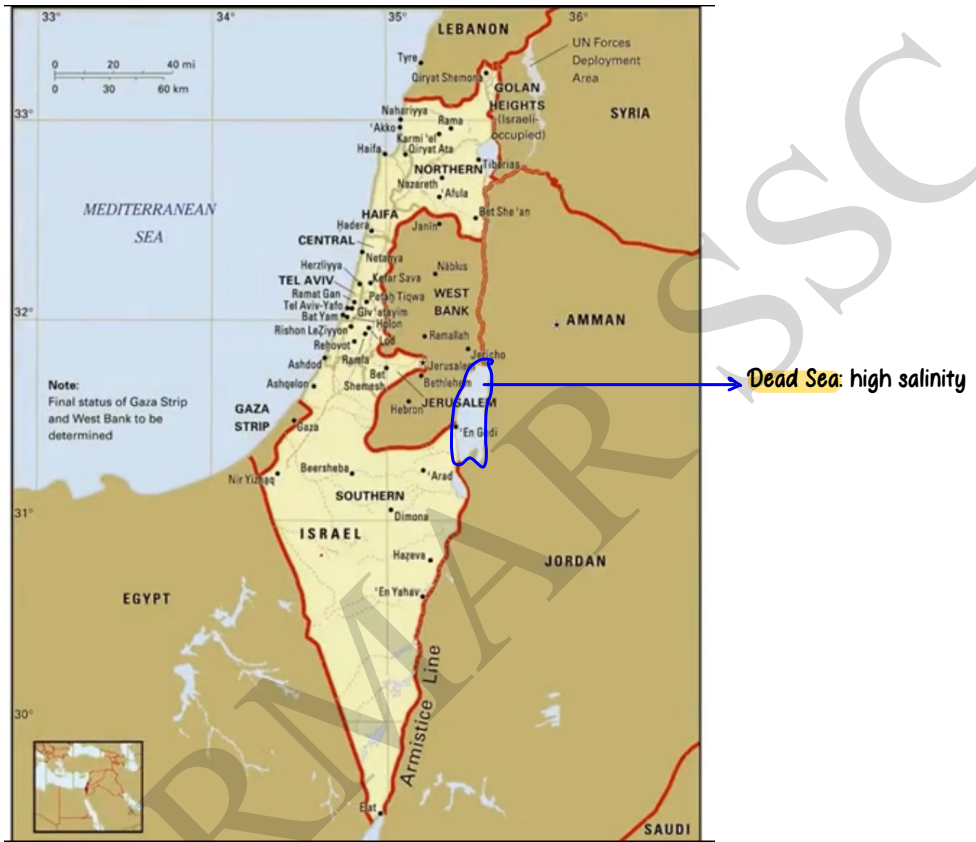 33° 34° 35° 36°
LEBANON
UN Forces
Deployment
Area
Tyre
Qiryat Shemona
0 20 40 mi
0 30 60 km
GOLAN
HEIGHTS
(Israeli-
occupied)
SYRIA
33°
Nahariyya
'Akko
Rama
Karmi'el
Haifa
Qiryat Ata
Tiberias
NORTHERN
Nazareth
'Afula
MEDITERRANEAN
SEA
HAIFA
Bet She'an
Hadera
Janin
CENTRAL
Netanya
Herzliyya
Nablus
TEL AVIV
Kefar Sava
Ramat Gan
Petah Tiqwa
WEST
BANK
Tel Aviv-Yafo
Giv'atayim
Bat Yam
Holon
32°
AMMAN
Rishon LeZiyyon
Lod
Ramallah
Rehovot
Jericho
Ashdod
Ramla
Jerusalem
Bet
Shemesh
Bethlehem
Ashqelon
JERUSALEM
Dead Sea: high salinity
Note:
Final status of Gaza Strip
and West Bank to be
determined
Hebron
GAZA
STRIP
Gaza
'En Gedi
Nir Yizhaq
Beersheba
'Arad
SOUTHERN
31°
Dimona
ISRAEL
Hazeva
JORDAN
'En Yahav
EGYPT
Armistice Line
30°
Elat
SAUDI
RMAR SSC